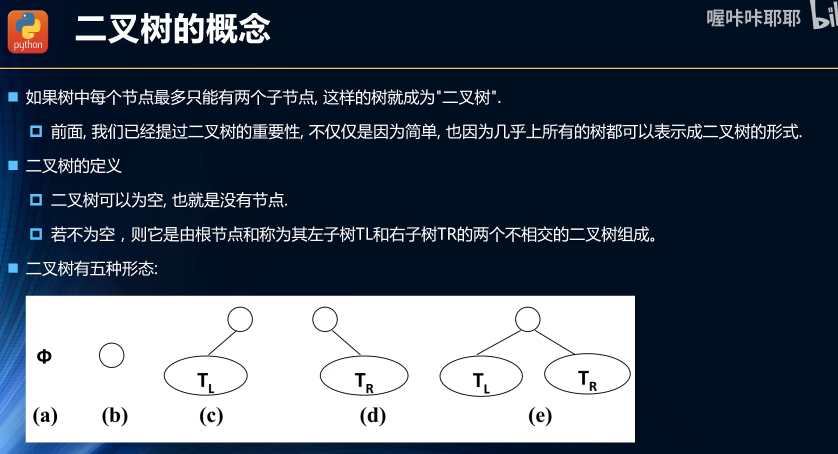 python
二叉树的概念
喔咔咔耶耶
如果树中每个节点最多只能有两个子节点, 这样的树就成为"二叉树".
前面, 我们已经提过二叉树的重要性, 不仅仅是因为简单, 也因为几乎上所有的树都可以表示成二叉树的形式.
二叉树的定义
二叉树可以为空, 也就是没有节点.
若不为空，则它是由根节点和称为其左子树TL和右子树TR的两个不相交的二叉树组成。
二叉树有五种形态:
Φ
TL TR TL TR
(a) (b) (c) (d) (e)